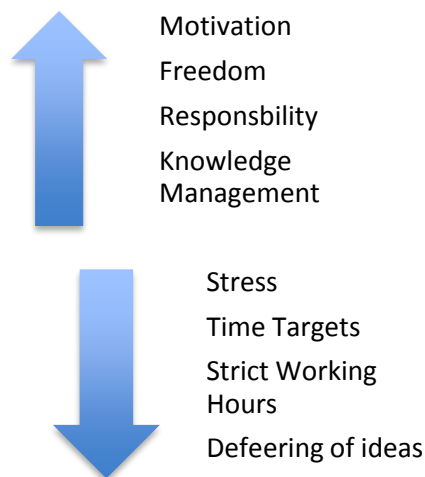 Motivation
Freedom
Responsbility
Knowledge
Management
Stress
Time Targets
Strict Working
Hours
Defeering of ideas